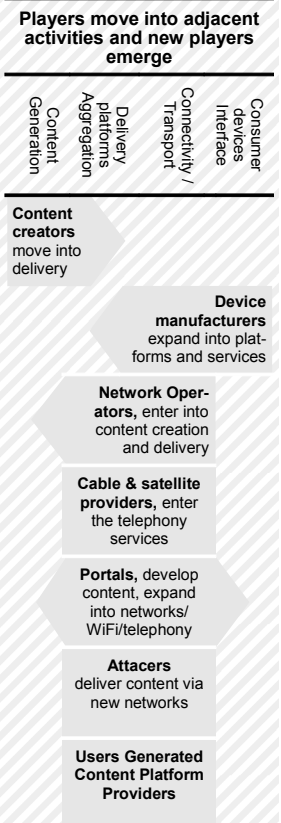 Players move into adjacent
activities and new players
emerge
Content
Generation
Delivery
platforms
Aggregation
Connectivity /
Transport
Consumer
devices
Interface
Content
creators
move into
delivery
Device
manufacturers
expand into plat-
forms and services
Network Oper-
ators, enter into
content creation
and delivery
Cable & satellite
providers, enter
the telephony
services
Portals, develop
content, expand
into networks/
WiFi/telephony
Attacers
deliver content via
new networks
Users Generated
Content Platform
Providers